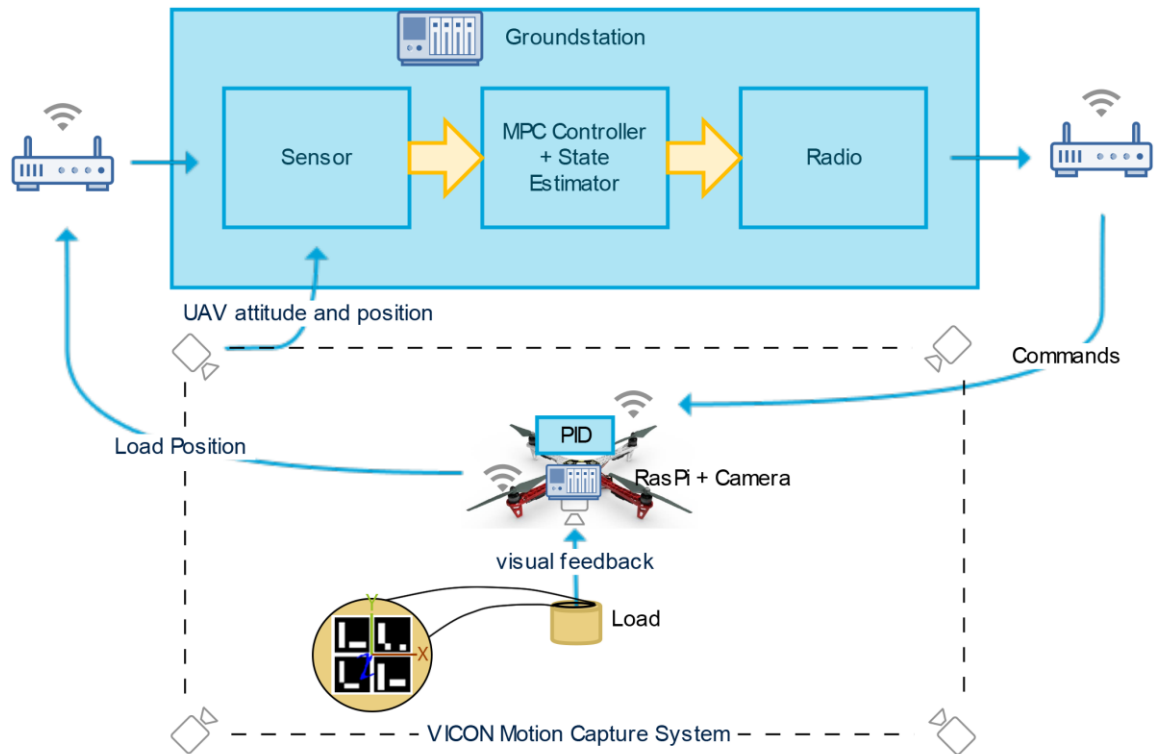 Groundstation
Sensor
MPC Controller
+ State
Estimator
Radio
UAV attitude and position
Commands
Load Position
PID
RasPi + Camera
visual feedback
Load
Y
X
Z
VICON Motion Capture System